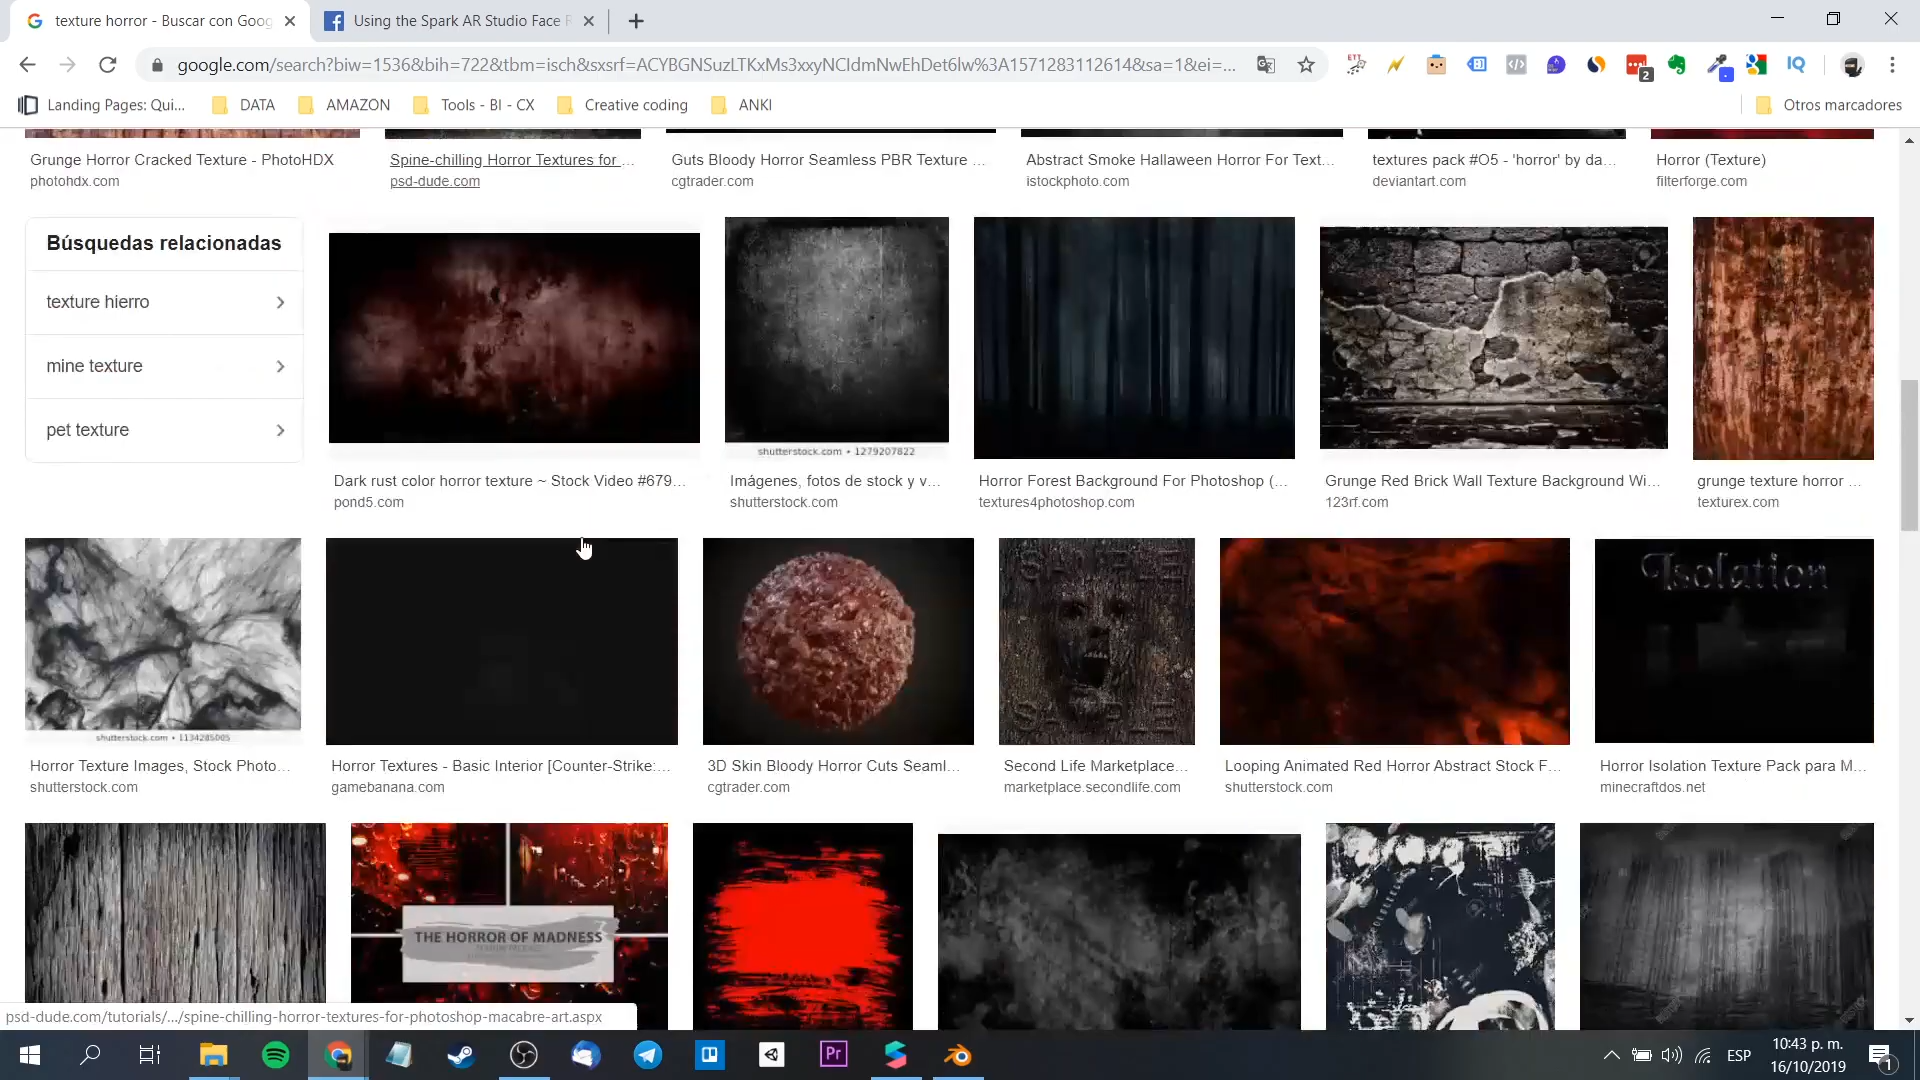 texture horror - Buscar con Goog
Using the Spark AR Studio Face R
google.com/search?biw=1536&bih=722&tbm=isch&sxsrf=ACYBGNSuzLTKxMs3xxyNCIdmNwEhDet6lw%3A1571283112614&sa=1&ei=...
Landing Pages: Qui...
DATA
AMAZON
Tools - BI - CX
Creative coding
ANKI
Otros marcadores
Grunge Horror Cracked Texture - PhotoHDX
photohdx.com
Spine-chilling Horror Textures for ...
psd-dude.com
Guts Bloody Horror Seamless PBR Texture ...
cgtrader.com
Abstract Smoke Hallaween Horror For Text...
istockphoto.com
textures pack #O5 - 'horror' by da...
deviantart.com
Horror (Texture)
filterforge.com
Búsquedas relacionadas
texture hierro
mine texture
pet texture
Dark rust color horror texture ~ Stock Video #679...
pond5.com
shutterstock.com • 1279207822
Imágenes, fotos de stock y v...
shutterstock.com
Horror Forest Background For Photoshop (...
textures4photoshop.com
Grunge Red Brick Wall Texture Background Wi...
123rf.com
grunge texture horror ...
texturex.com
shutterstock.com • 1134285005
Horror Texture Images, Stock Photo...
shutterstock.com
Horror Textures - Basic Interior [Counter-Strike:...
gamebanana.com
3D Skin Bloody Horror Cuts Seaml...
cgtrader.com
SAMPLE
SAMPLE
Second Life Marketplace...
marketplace.secondlife.com
Looping Animated Red Horror Abstract Stock F...
shutterstock.com
Isolation
Horror Isolation Texture Pack para M...
minecraftdos.net
THE HORROR OF MADNESS
psd-dude.com/tutorials/.../spine-chilling-horror-textures-for-photoshop-macabre-art.aspx
ESP
10:43 p. m.
16/10/2019
1